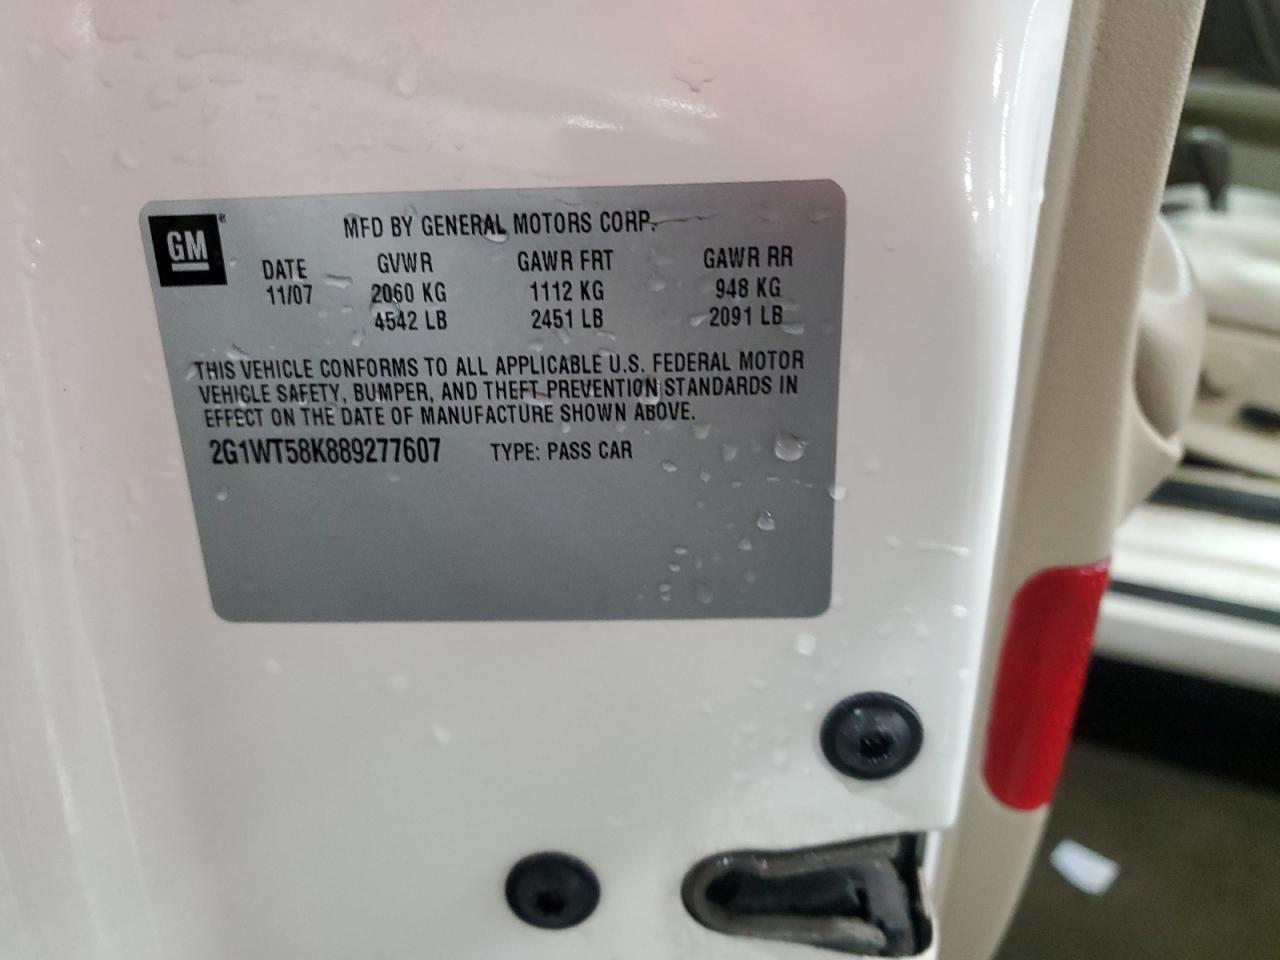 GM®
MFD BY GENERAL MOTORS CORP.
DATE GVWR GAWR FRT GAWR RR
11/07 2060 KG 1112 KG 948 KG
4542 LB 2451 LB 2091 LB
THIS VEHICLE CONFORMS TO ALL APPLICABLE U.S. FEDERAL MOTOR
VEHICLE SAFETY, BUMPER, AND THEFT PREVENTION STANDARDS IN
EFFECT ON THE DATE OF MANUFACTURE SHOWN ABOVE.
2G1WT58K889277607 TYPE: PASS CAR